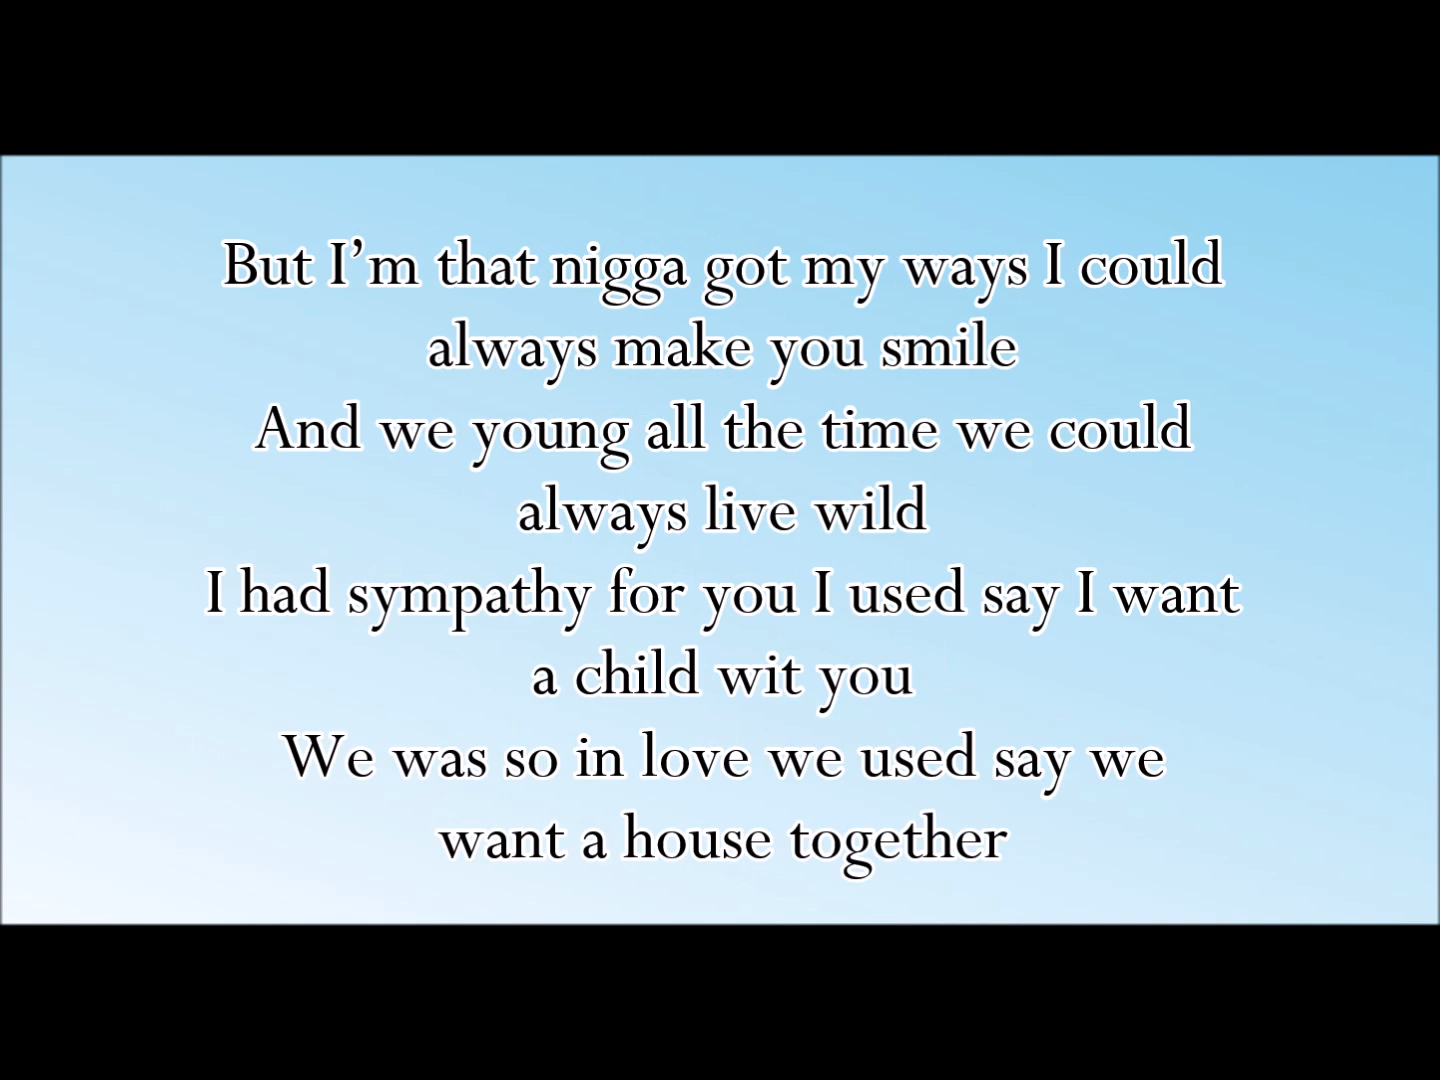 But I’m that nigga got my ways I could
always make you smile
And we young all the time we could
always live wild
I had sympathy for you I used say I want
a child wit you
We was so in love we used say we
want a house together